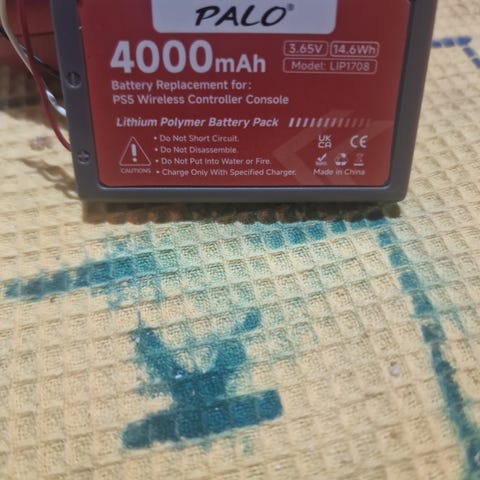 PALO®
4000mAh
3.65V 14.6Wh
Model: LIP1708
Battery Replacement for:
PS5 Wireless Controller Console
Lithium Polymer Battery Pack
• Do Not Short Circuit.
• Do Not Disassemble.
• Do Not Put Into Water or Fire.
• Charge Only With Specified Charger.
CAUTIONS
UK
CA
CE
Made in China